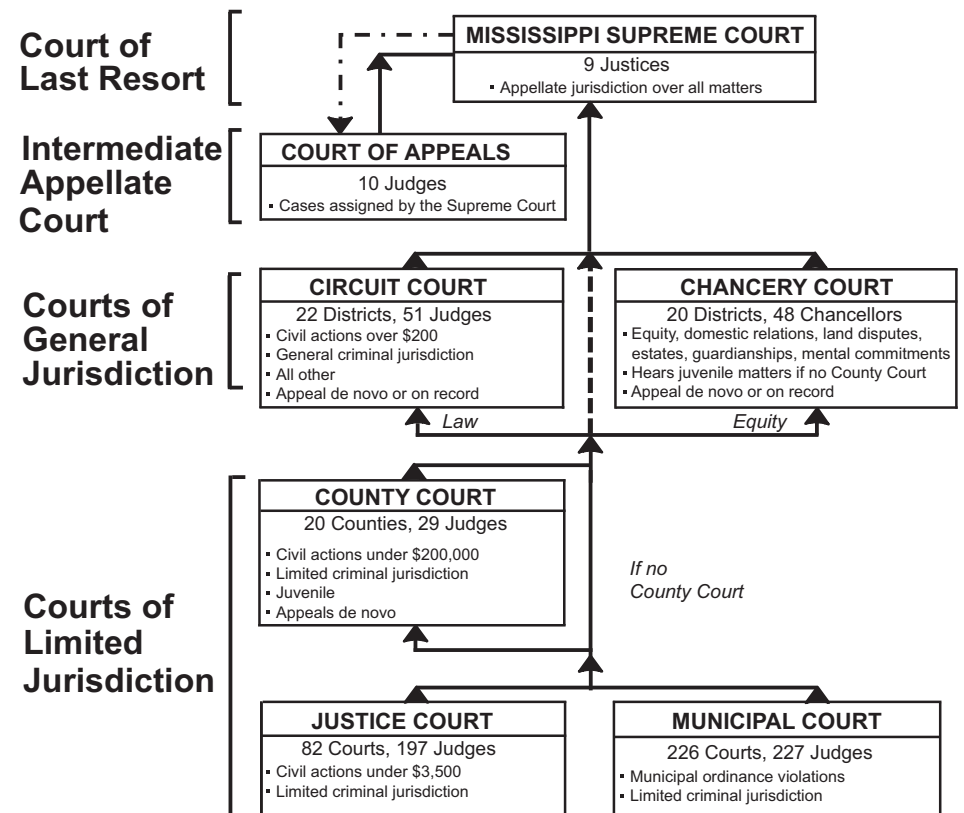 Court of
Last Resort
MISSISSIPPI SUPREME COURT
9 Justices
▪ Appellate jurisdiction over all matters
Intermediate
Appellate
Court
COURT OF APPEALS
10 Judges
▪ Cases assigned by the Supreme Court
Courts of
General
Jurisdiction
CIRCUIT COURT
22 Districts, 51 Judges
▪ Civil actions over $200
▪ General criminal jurisdiction
▪ All other
▪ Appeal de novo or on record
CHANCERY COURT
20 Districts, 48 Chancellors
▪ Equity, domestic relations, land disputes,
estates, guardianships, mental commitments
▪ Hears juvenile matters if no County Court
▪ Appeal de novo or on record
Law
Equity
Courts of
Limited
Jurisdiction
COUNTY COURT
20 Counties, 29 Judges
▪ Civil actions under $200,000
▪ Limited criminal jurisdiction
▪ Juvenile
▪ Appeals de novo
If no
County Court
JUSTICE COURT
82 Courts, 197 Judges
▪ Civil actions under $3,500
▪ Limited criminal jurisdiction
MUNICIPAL COURT
226 Courts, 227 Judges
▪ Municipal ordinance violations
▪ Limited criminal jurisdiction